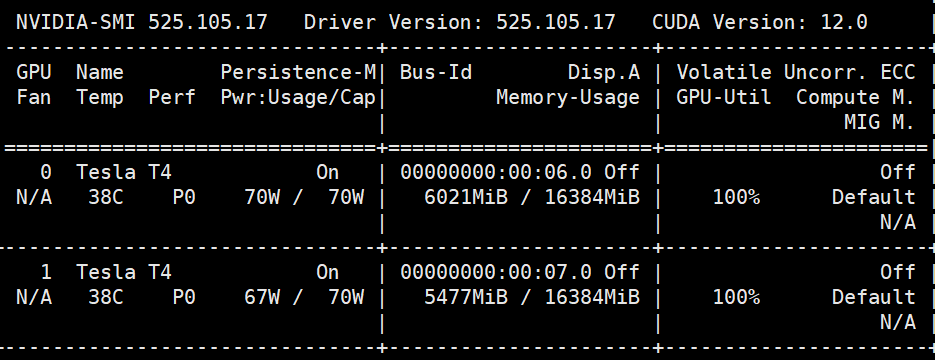 NVIDIA-SMI 525.105.17   Driver Version: 525.105.17   CUDA Version: 12.0     |
-------------------------------+----------------------+----------------------+
GPU  Name        Persistence-M| Bus-Id        Disp.A | Volatile Uncorr. ECC |
Fan  Temp  Perf  Pwr:Usage/Cap|         Memory-Usage | GPU-Util  Compute M. |
                              |                      |               MIG M. |
===============================+======================+======================|
  0  Tesla T4            On   | 00000000:00:06.0 Off |                  Off |
N/A   38C    P0    70W /  70W |   6021MiB / 16384MiB |    100%      Default |
                              |                      |                  N/A |
-------------------------------+----------------------+----------------------+
  1  Tesla T4            On   | 00000000:00:07.0 Off |                  Off |
N/A   38C    P0    67W /  70W |   5477MiB / 16384MiB |    100%      Default |
                              |                      |                  N/A |
-------------------------------+----------------------+----------------------+